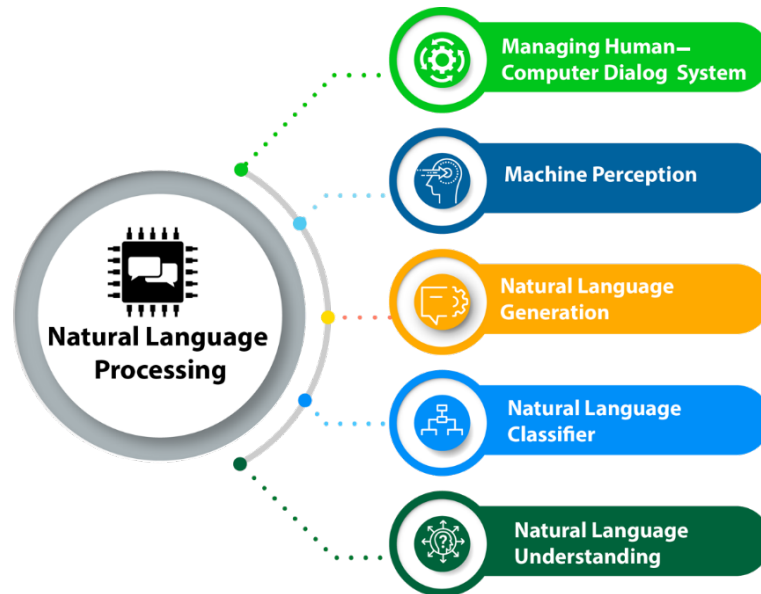 Managing Human–
Computer Dialog System
Machine Perception
Natural Language
Processing
Natural Language
Generation
Natural Language
Classifier
Natural Language
Understanding